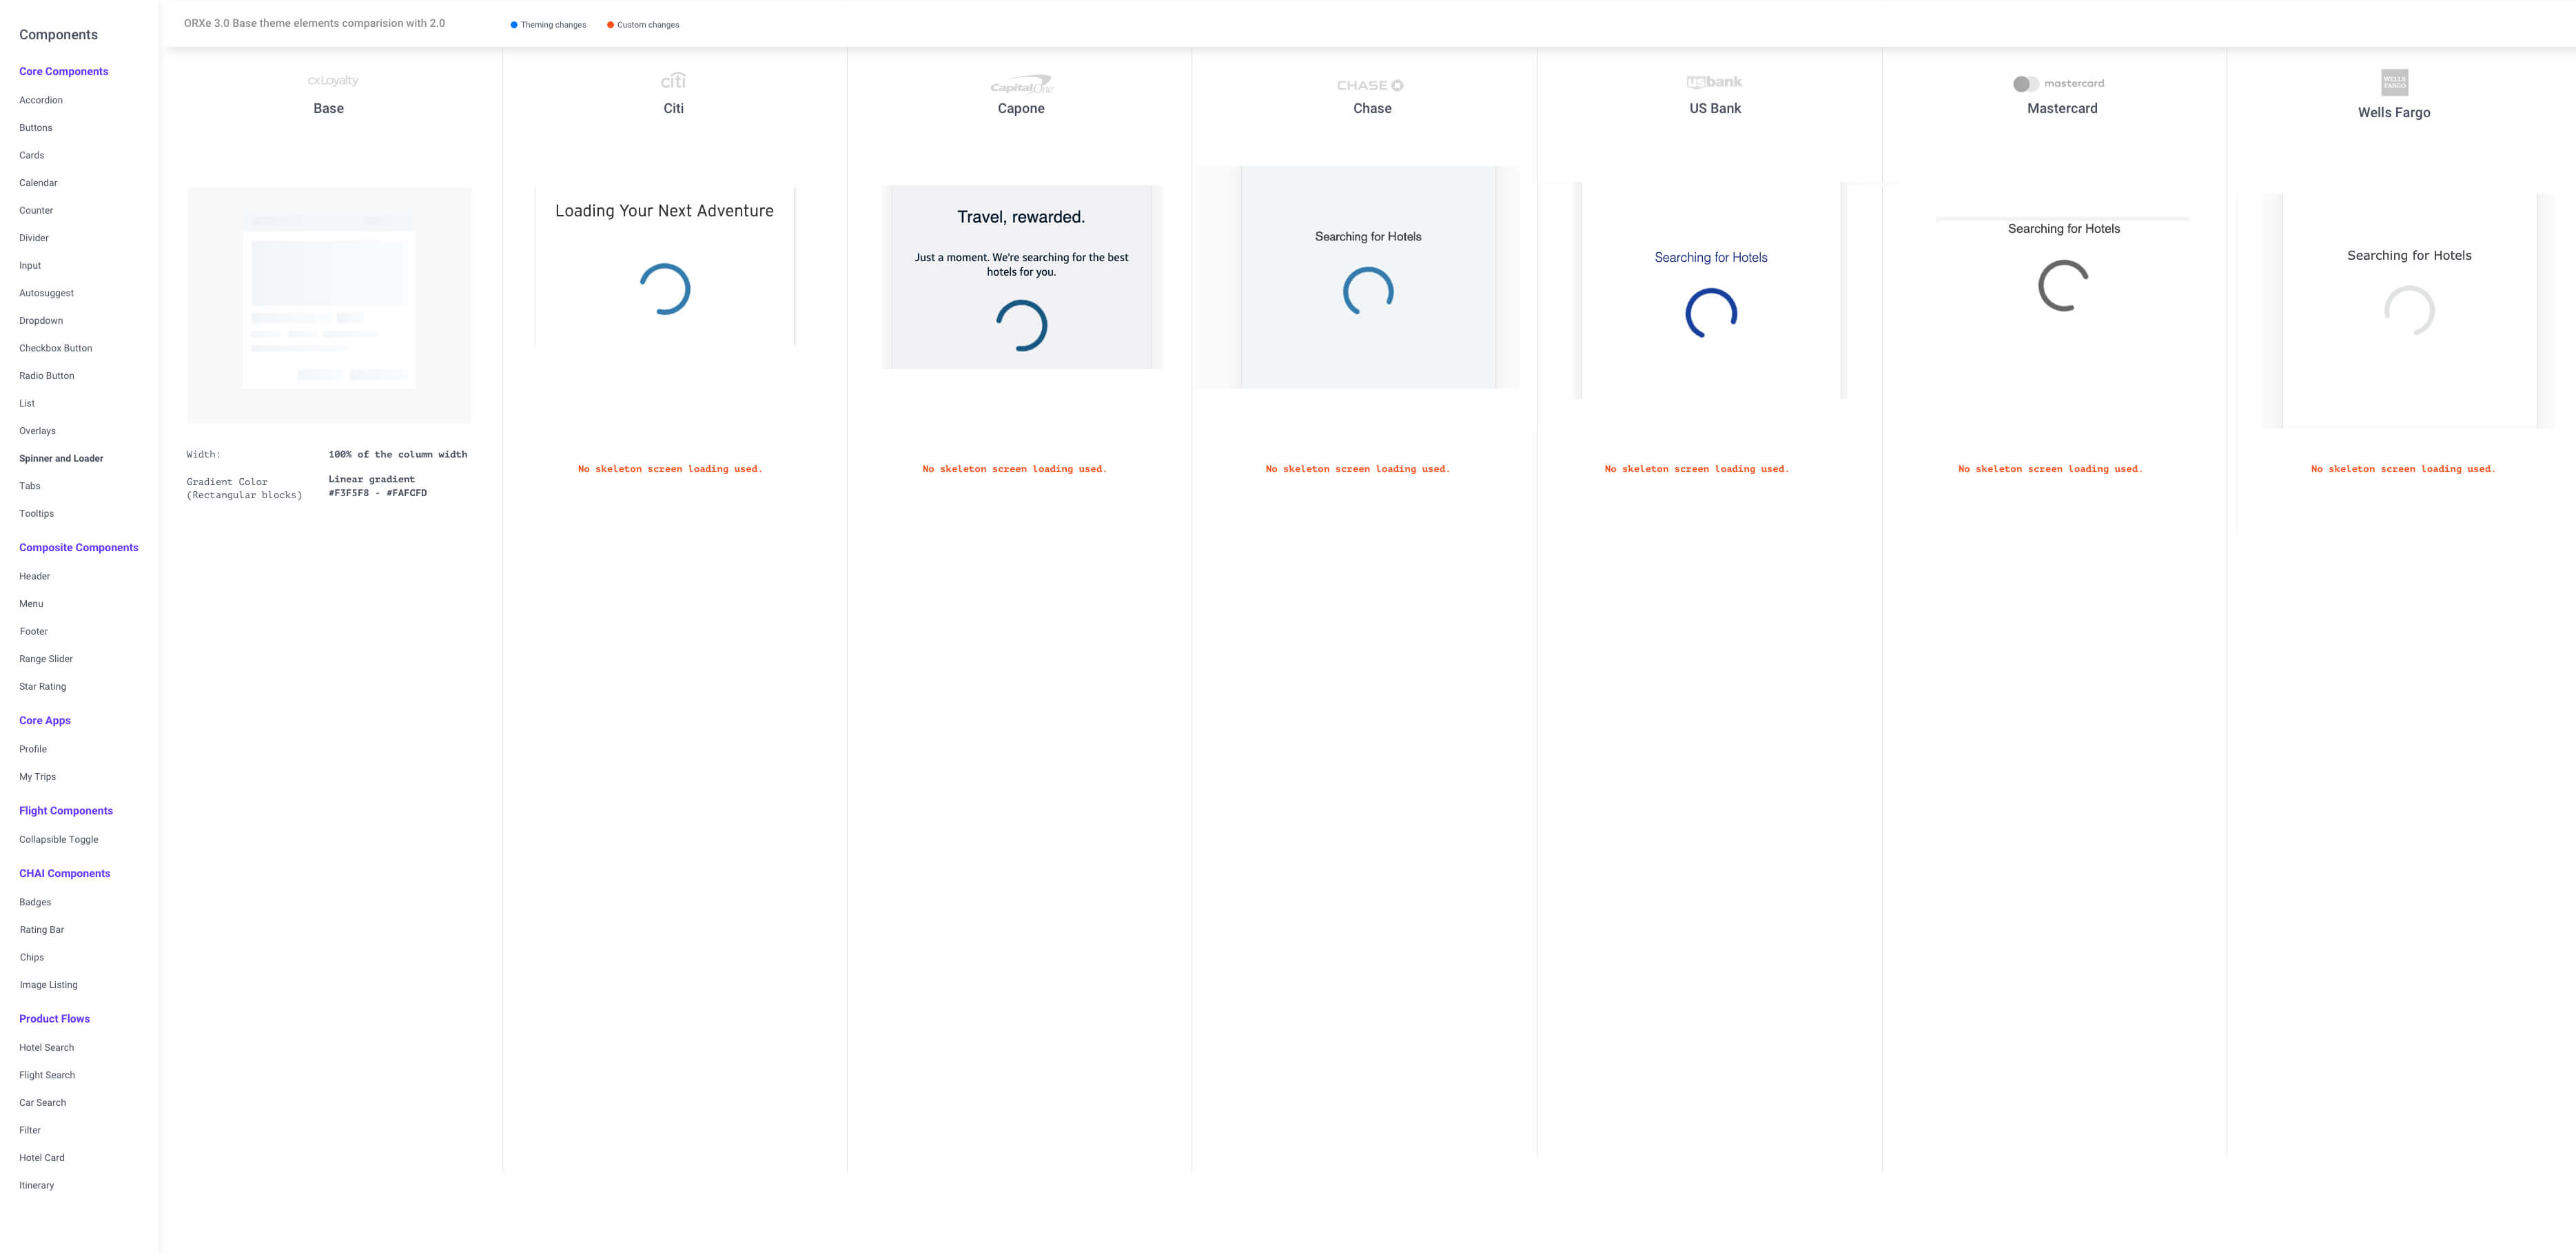 Components
Core Components
Accordion
Buttons
Cards
Calendar
Counter
Divider
Input
Autosuggest
Dropdown
Checkbox Button
Radio Button
List
Overlays
Spinner and Loader
Tabs
Tooltips
Composite Components
Header
Menu
Footer
Range Slider
Star Rating
Core Apps
Profile
My Trips
Flight Components
Collapsible Toggle
CHAI Components
Badges
Rating Bar
Chips
Image Listing
Product Flows
Hotel Search
Flight Search
Car Search
Filter
Hotel Card
Itinerary
ORXe 3.0 Base theme elements comparision with 2.0
Theming changes
Custom changes
cxLoyalty
Base
Width:
100% of the column width
Gradient Color
(Rectangular blocks)
Linear gradient
#F3F5F8 - #FAFCFD
citi
Citi
Loading Your Next Adventure
No skeleton screen loading used.
Capital One
Capone
Travel, rewarded.
Just a moment. We're searching for the best
hotels for you.
No skeleton screen loading used.
CHASE
Chase
Searching for Hotels
No skeleton screen loading used.
usbank
US Bank
Searching for Hotels
No skeleton screen loading used.
mastercard
Mastercard
Searching for Hotels
No skeleton screen loading used.
WELLS
FARGO
Wells Fargo
Searching for Hotels
No skeleton screen loading used.